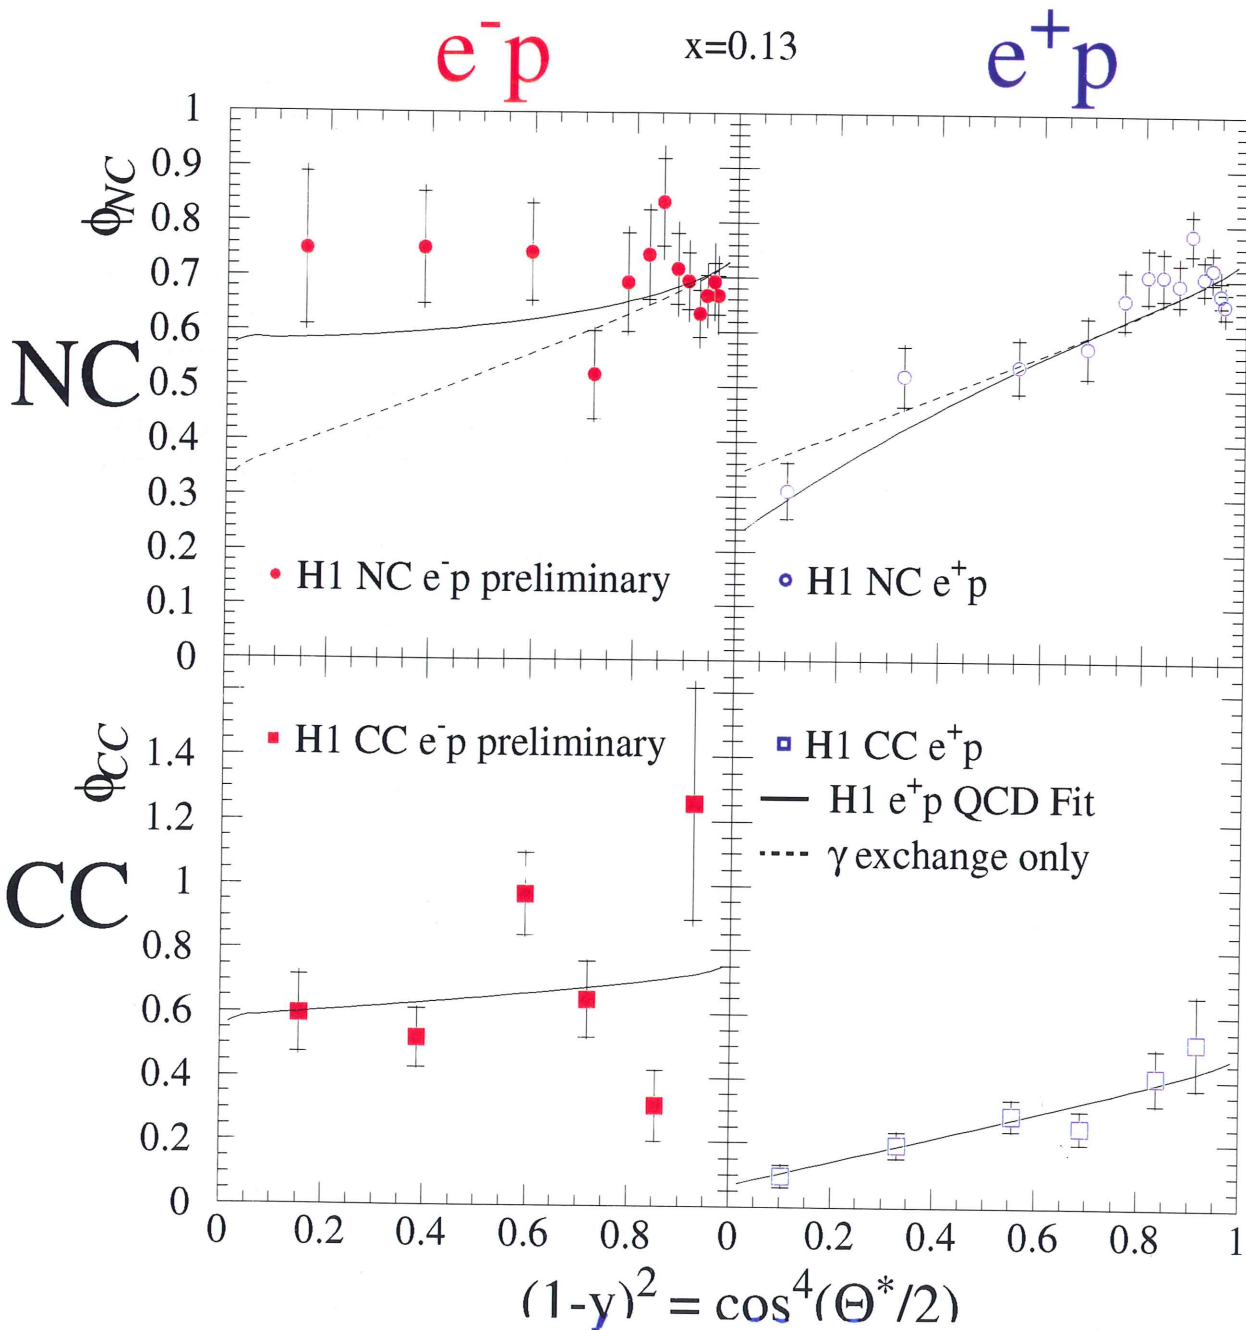 e⁻p x=0.13 e⁺p
1
0.9
0.8
0.7
0.6
0.5
0.4
0.3
0.2
0.1
0
ϕNC
NC
H1 NC e⁻p preliminary
H1 NC e⁺p
1.4
1.2
1
0.8
0.6
0.4
0.2
0
ϕCC
CC
H1 CC e⁻p preliminary
H1 CC e⁺p
H1 e⁺p QCD Fit
γ exchange only
0 0.2 0.4 0.6 0.8 0 0.2 0.4 0.6 0.8 1
(1-y)² = cos⁴(Θ*/2)